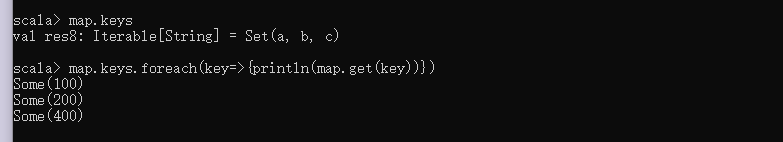 scala> map.keys
val res8: Iterable[String] = Set(a, b, c)
scala> map.keys.foreach(key=>{println(map.get(key))})
Some(100)
Some(200)
Some(400)